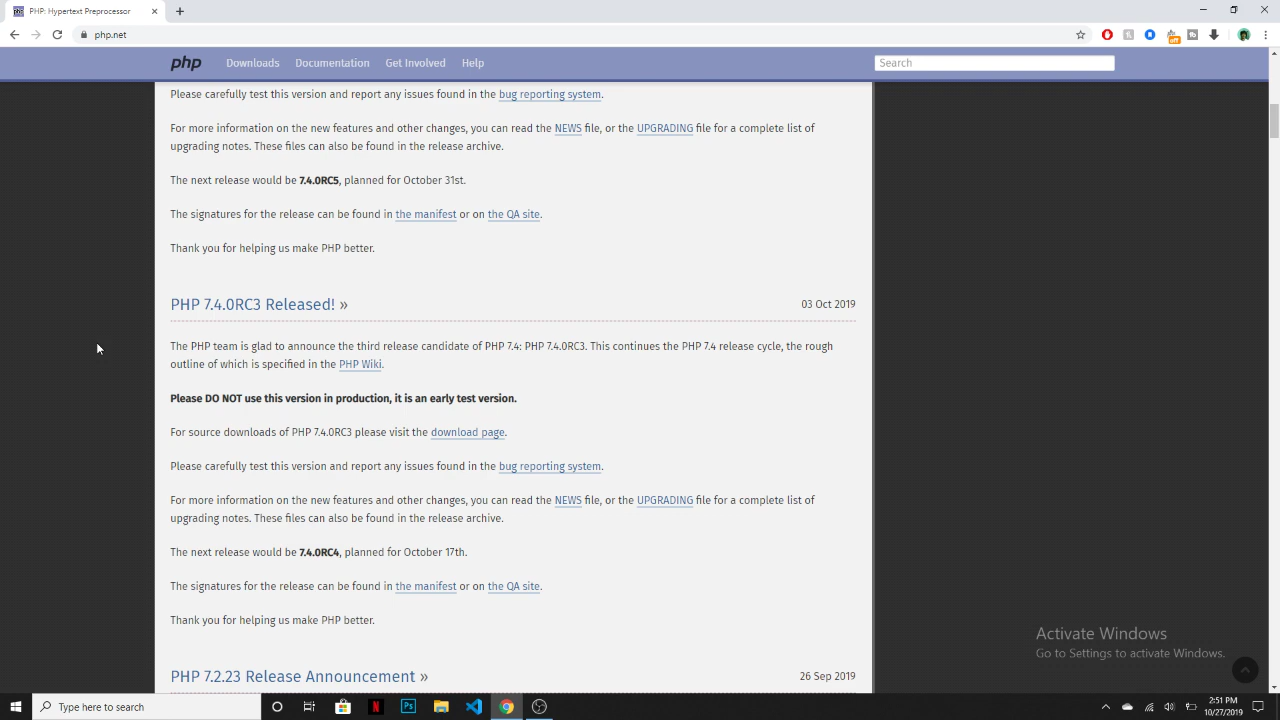 PHP: Hypertext Preprocessor
php.net
php
Downloads
Documentation
Get Involved
Help
Search
Please carefully test this version and report any issues found in the bug reporting system.
For more information on the new features and other changes, you can read the NEWS file, or the UPGRADING file for a complete list of
upgrading notes. These files can also be found in the release archive.
The next release would be 7.4.0RC5, planned for October 31st.
The signatures for the release can be found in the manifest or on the QA site.
Thank you for helping us make PHP better.
PHP 7.4.0RC3 Released! »
03 Oct 2019
The PHP team is glad to announce the third release candidate of PHP 7.4: PHP 7.4.0RC3. This continues the PHP 7.4 release cycle, the rough
outline of which is specified in the PHP Wiki.
Please DO NOT use this version in production, it is an early test version.
For source downloads of PHP 7.4.0RC3 please visit the download page.
Please carefully test this version and report any issues found in the bug reporting system.
For more information on the new features and other changes, you can read the NEWS file, or the UPGRADING file for a complete list of
upgrading notes. These files can also be found in the release archive.
The next release would be 7.4.0RC4, planned for October 17th.
The signatures for the release can be found in the manifest or on the QA site.
Thank you for helping us make PHP better.
PHP 7.2.23 Release Announcement »
26 Sep 2019
Activate Windows
Go to Settings to activate Windows.
Type here to search
N
Ps
2:51 PM
10/27/2019